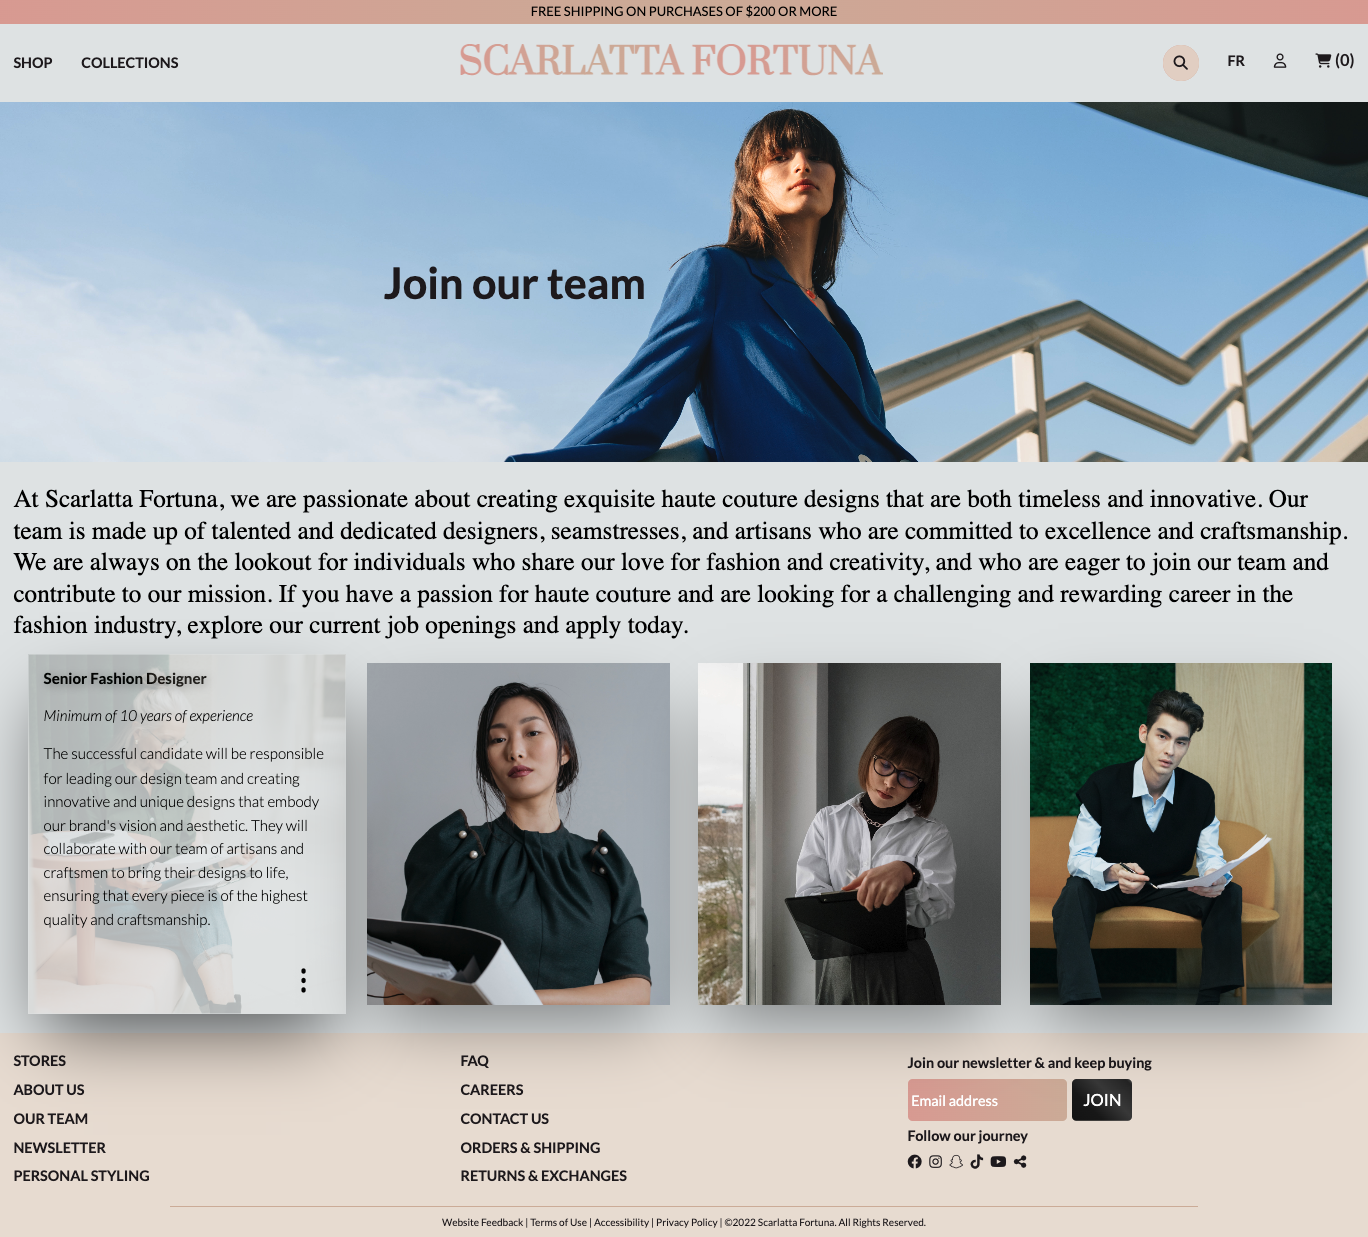 FREE SHIPPING ON PURCHASES OF $200 OR MORE
SHOP COLLECTIONS
SCARLATTA FORTUNA
FR
(0)
Join our team
At Scarlatta Fortuna, we are passionate about creating exquisite haute couture designs that are both timeless and innovative. Our
team is made up of talented and dedicated designers, seamstresses, and artisans who are committed to excellence and craftsmanship.
We are always on the lookout for individuals who share our love for fashion and creativity, and who are eager to join our team and
contribute to our mission. If you have a passion for haute couture and are looking for a challenging and rewarding career in the
fashion industry, explore our current job openings and apply today.
Senior Fashion Designer
Minimum of 10 years of experience
The successful candidate will be responsible
for leading our design team and creating
innovative and unique designs that embody
our brand's vision and aesthetic. They will
collaborate with our team of artisans and
craftsmen to bring their designs to life,
ensuring that every piece is of the highest
quality and craftsmanship.
STORES
ABOUT US
OUR TEAM
NEWSLETTER
PERSONAL STYLING
FAQ
CAREERS
CONTACT US
ORDERS & SHIPPING
RETURNS & EXCHANGES
Join our newsletter & and keep buying
Email address
JOIN
Follow our journey
Website Feedback | Terms of Use | Accessibility | Privacy Policy | ©2022 Scarlatta Fortuna. All Rights Reserved.